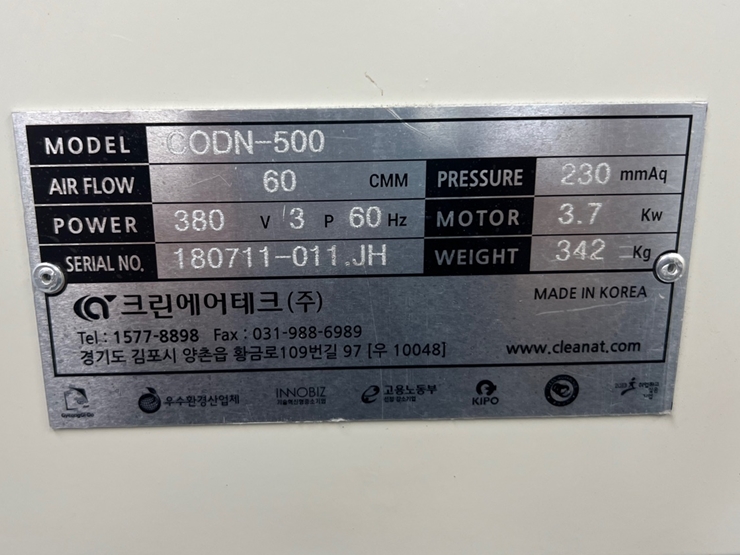 MODEL CODN-500
AIR FLOW 60 CMM PRESSURE 230 mmAq
POWER 380 V 3 P 60 Hz MOTOR 3.7 Kw
SERIAL NO. 180711-011.JH WEIGHT 342 Kg
크린에어테크(주) MADE IN KOREA
Tel : 1577-8898 Fax : 031-988-6989
경기도 김포시 양촌읍 황금로109번길 97 [우 10048] www.cleanat.com
우수환경산업체 INNOBIZ 고용노동부 KIPO